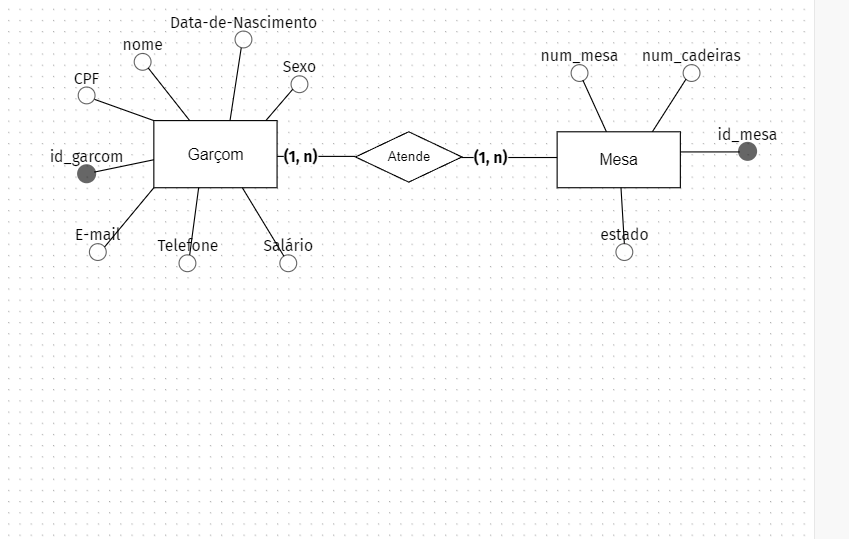 Data-de-Nascimento
nome
Sexo
CPF
id_garcom
Garçom
(1, n)
Atende
(1, n)
Mesa
num_mesa
num_cadeiras
id_mesa
estado
E-mail
Telefone
Salário